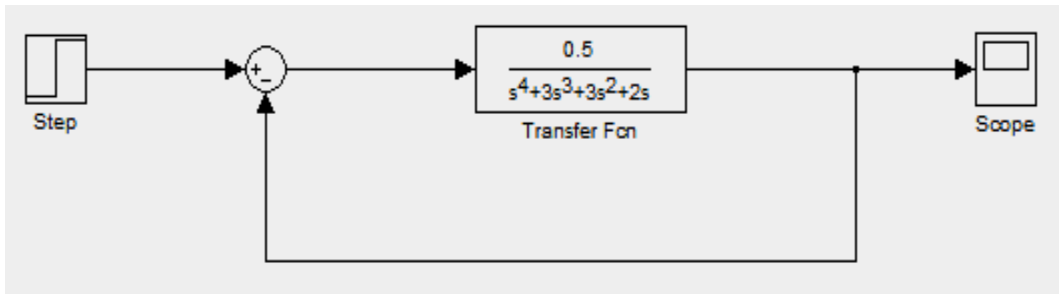 Step
+
−
0.5
s⁴+3s³+3s²+2s
Transfer Fcn
Scope